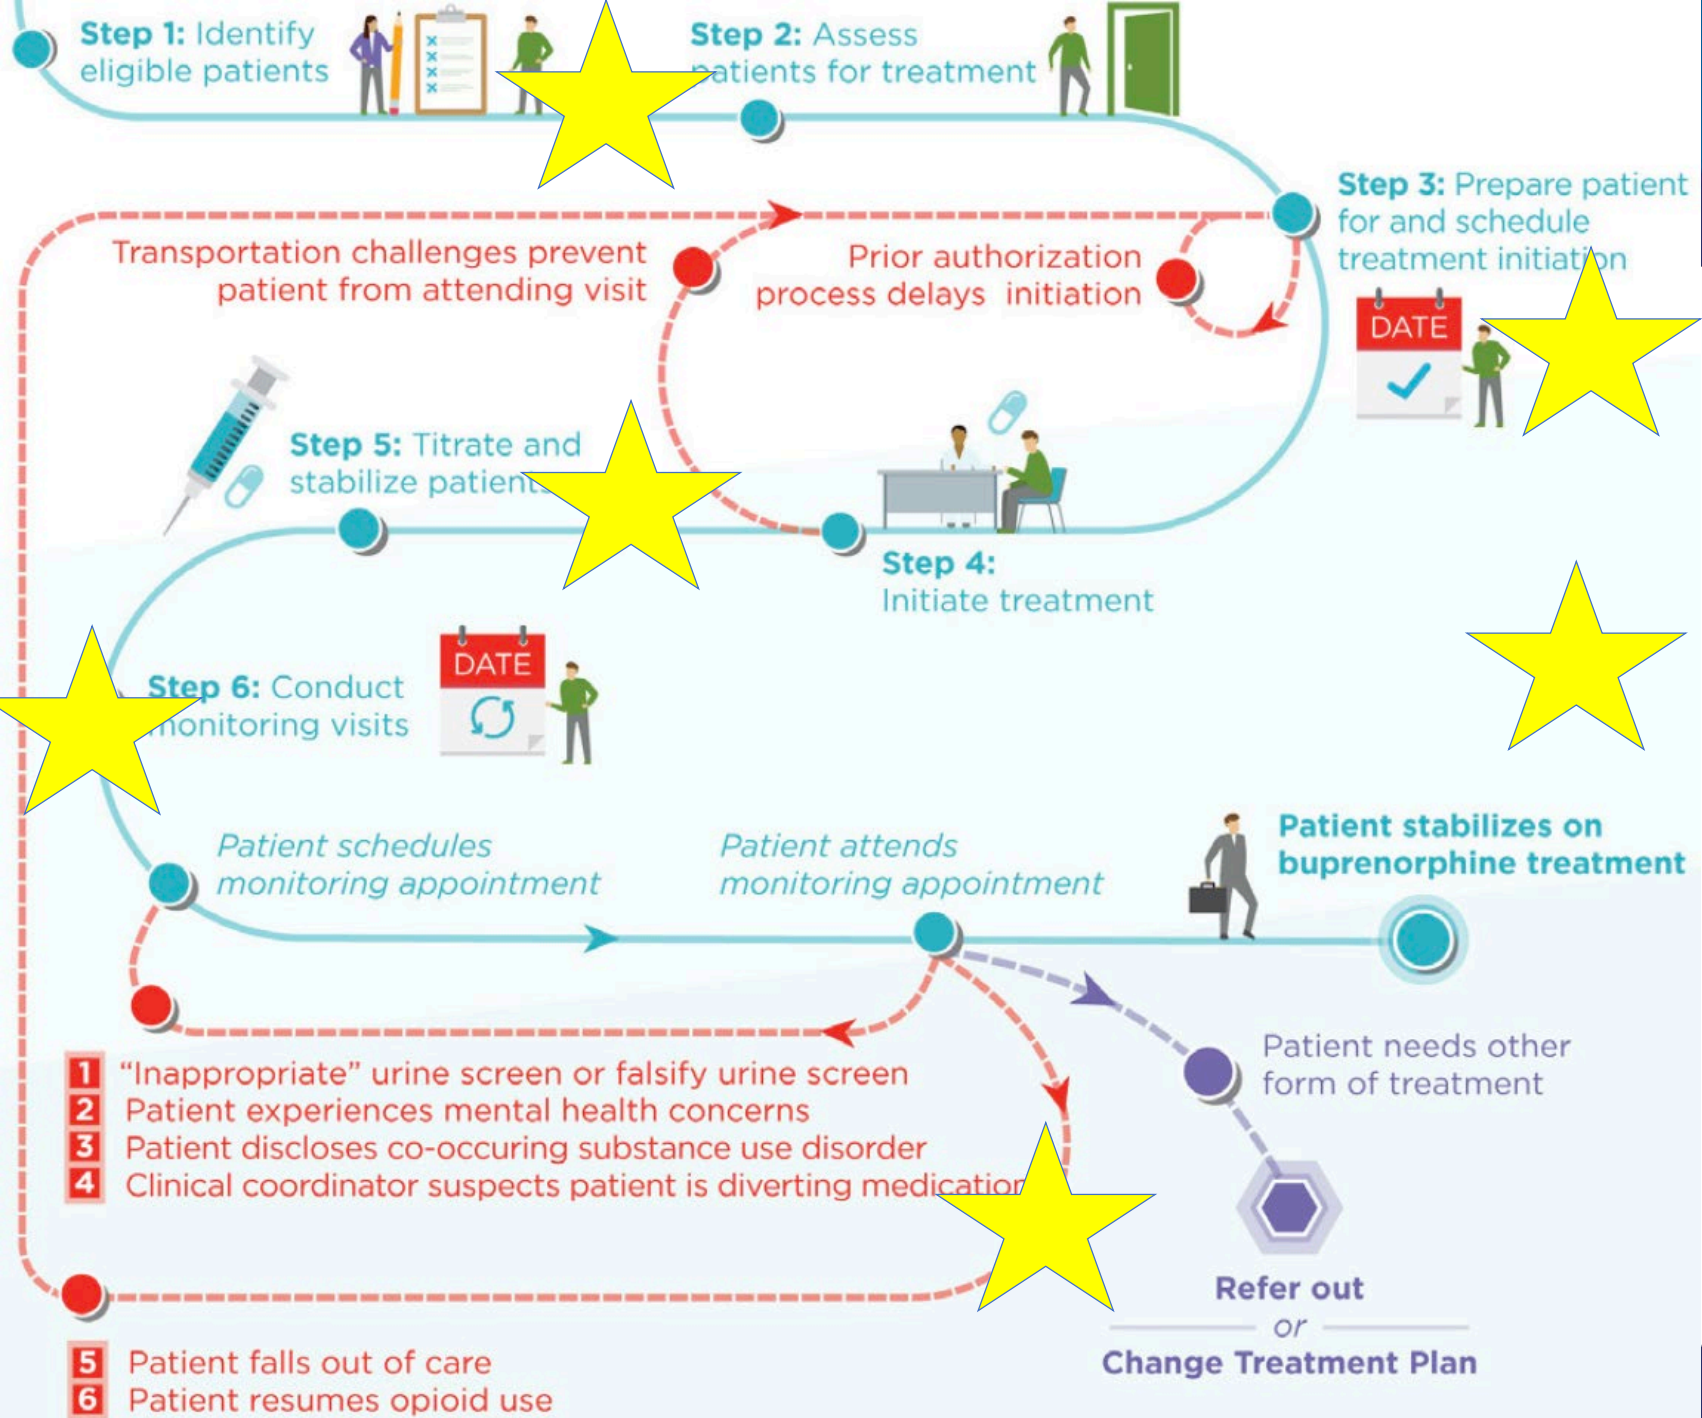 Step 1: Identify
eligible patients
Step 2: Assess
patients for treatment
Step 3: Prepare patient
for and schedule
treatment initiation
Transportation challenges prevent
patient from attending visit
Prior authorization
process delays initiation
DATE
Step 5: Titrate and
stabilize patients
Step 4:
Initiate treatment
Step 6: Conduct
monitoring visits
DATE
Patient schedules
monitoring appointment
Patient attends
monitoring appointment
Patient stabilizes on
buprenorphine treatment
1 “Inappropriate” urine screen or falsify urine screen
2 Patient experiences mental health concerns
3 Patient discloses co-occuring substance use disorder
4 Clinical coordinator suspects patient is diverting medication
Patient needs other
form of treatment
Refer out
or
Change Treatment Plan
5 Patient falls out of care
6 Patient resumes opioid use